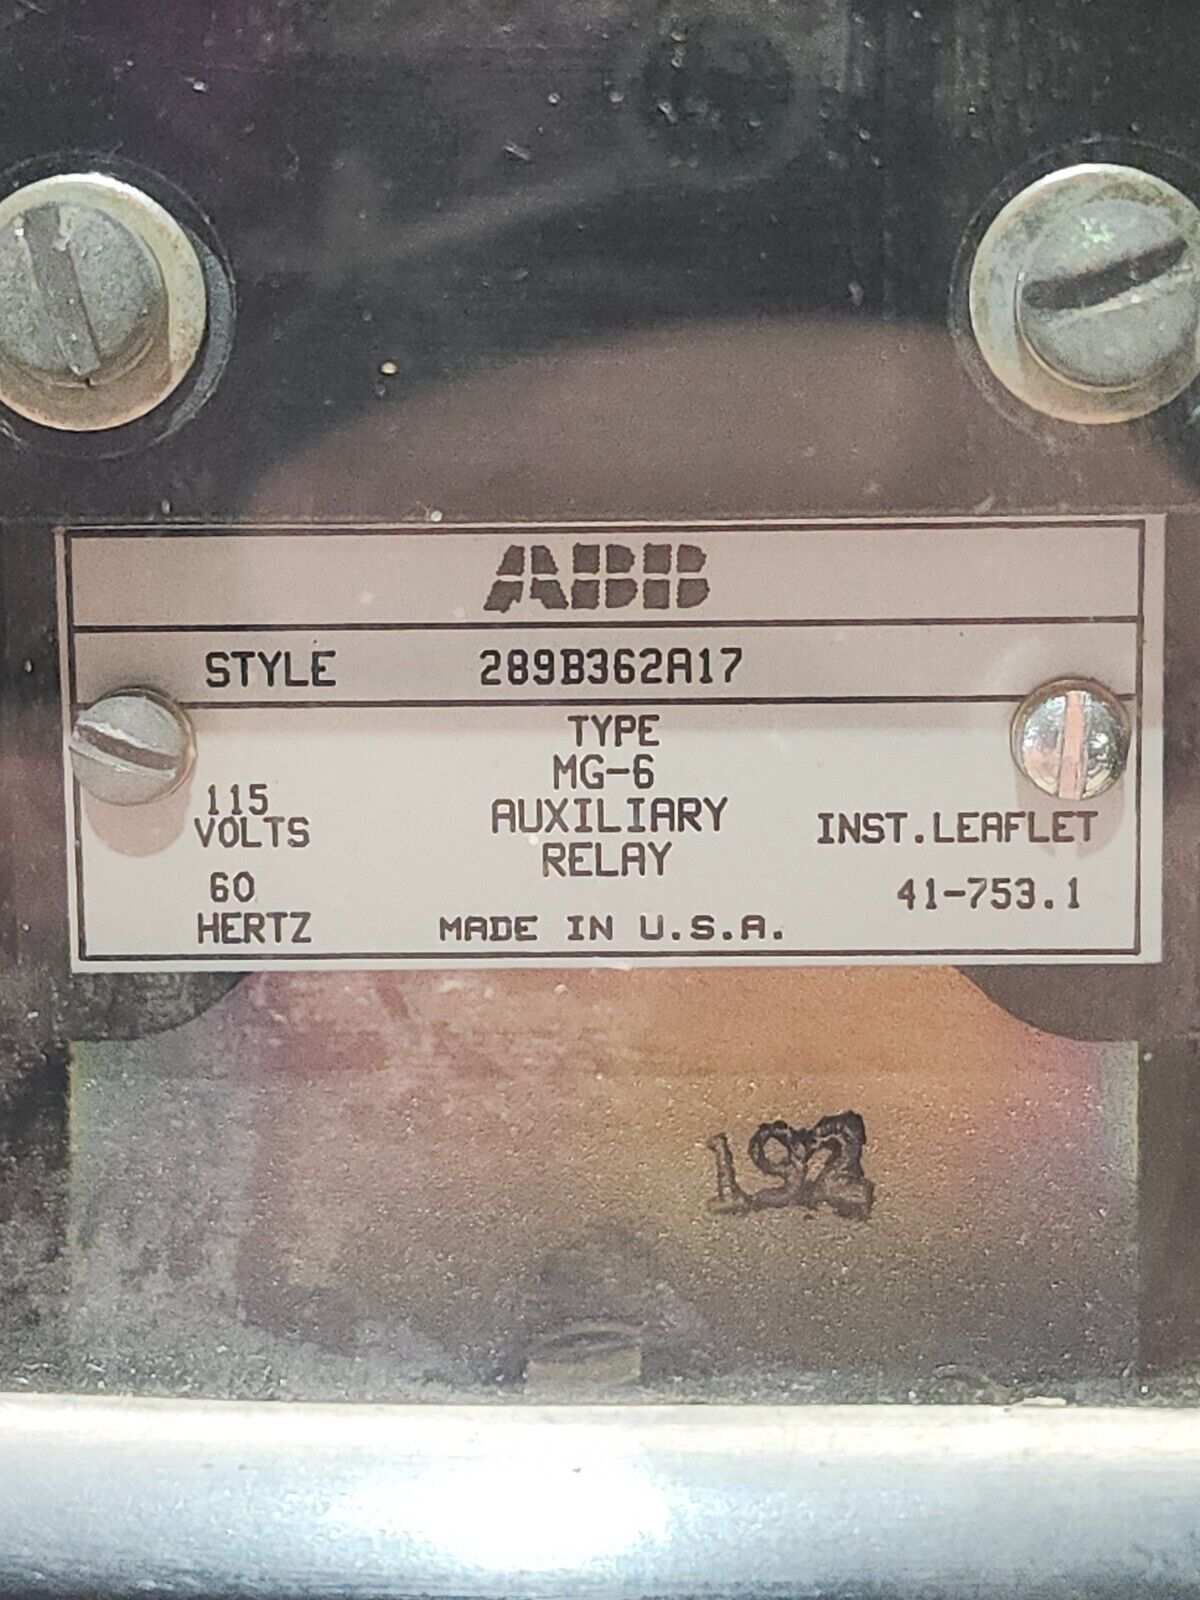 ABB
STYLE 289B362A17
TYPE
MG-6
AUXILIARY
RELAY
115
VOLTS
60
HERTZ
INST.LEAFLET
41-753.1
MADE IN U.S.A.
192